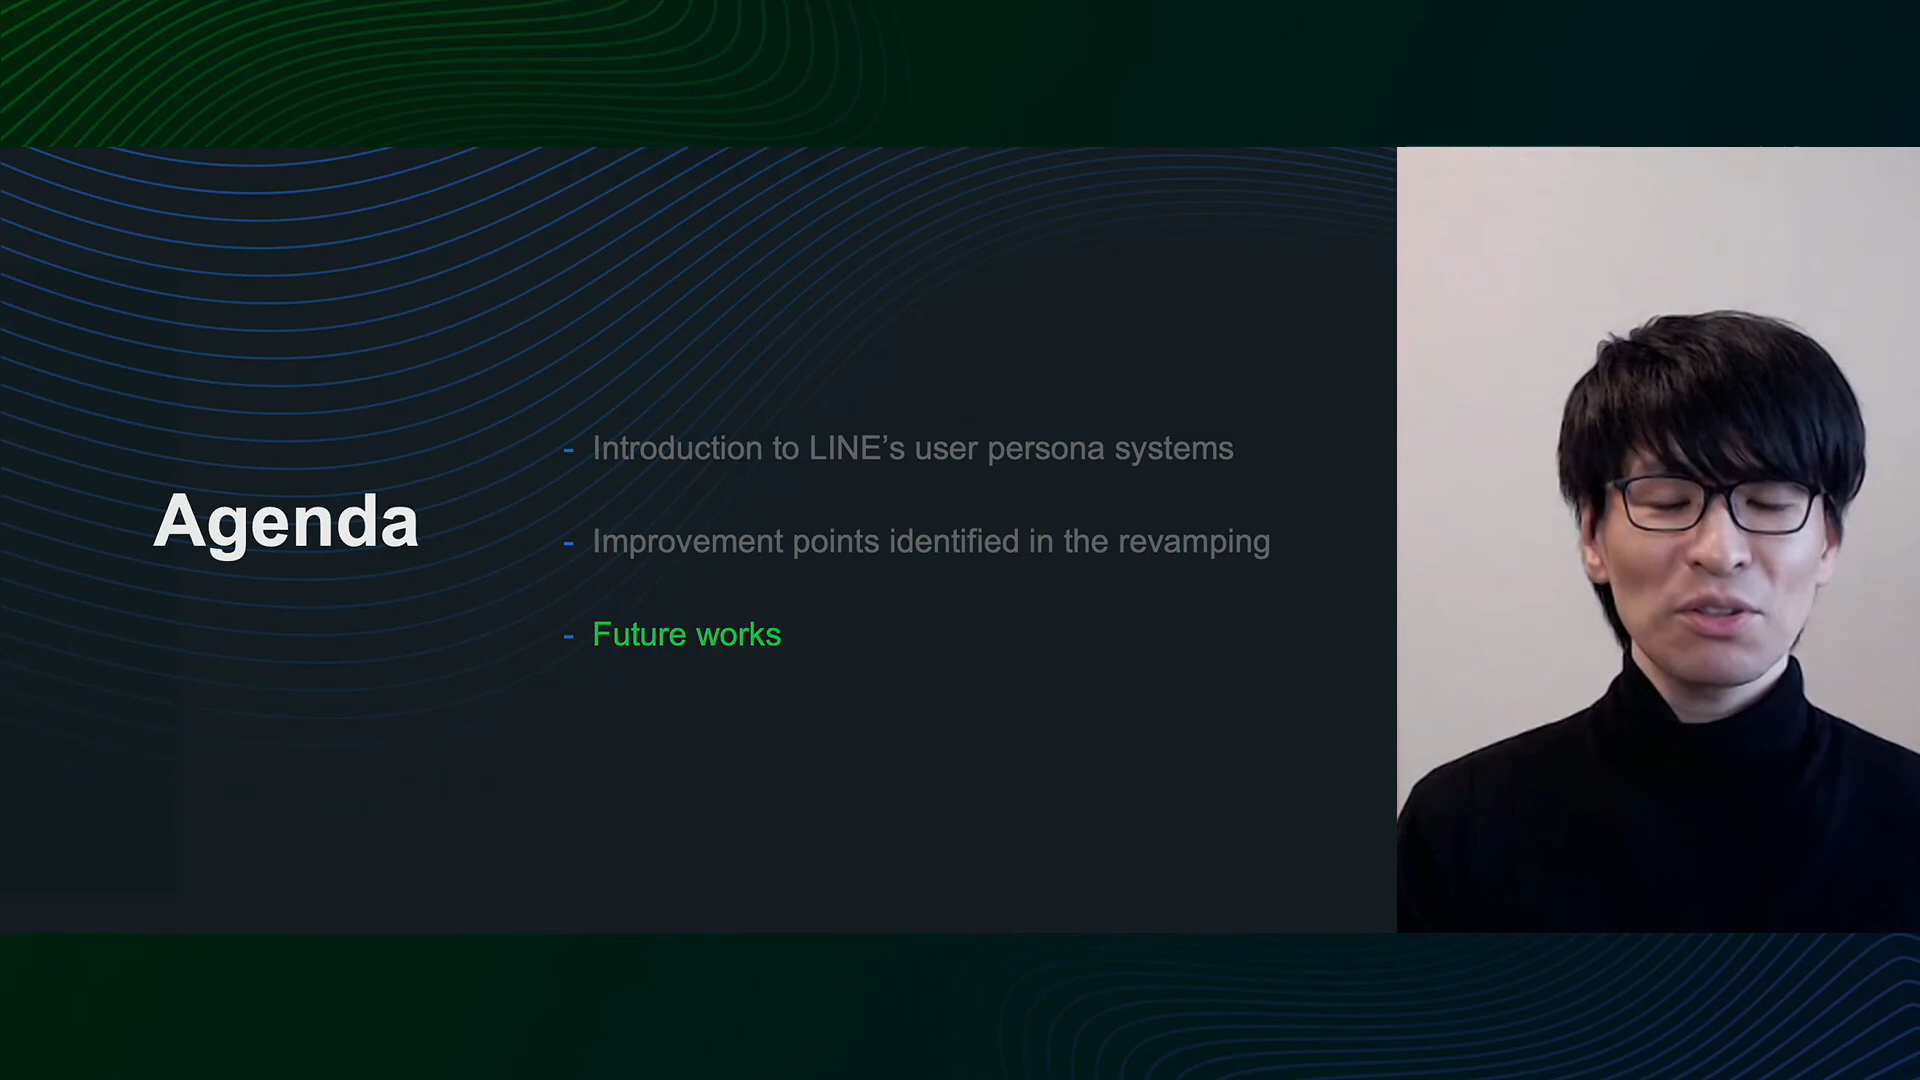 Agenda
- Introduction to LINE’s user persona systems
- Improvement points identified in the revamping
- Future works